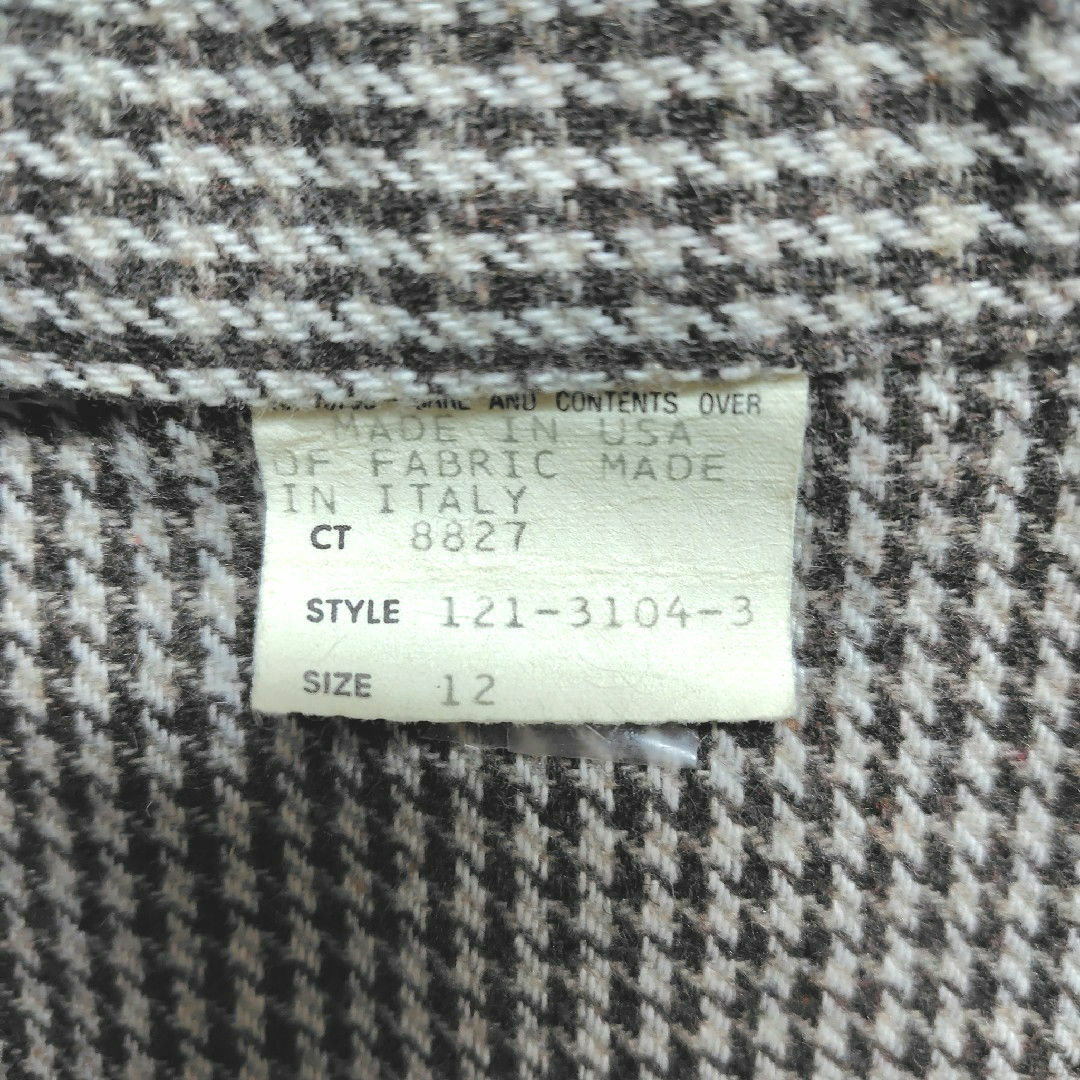 AND CONTENTS OVER
MADE IN USA
OF FABRIC MADE
IN ITALY
CT 8827
STYLE 121-3104-3
SIZE 12